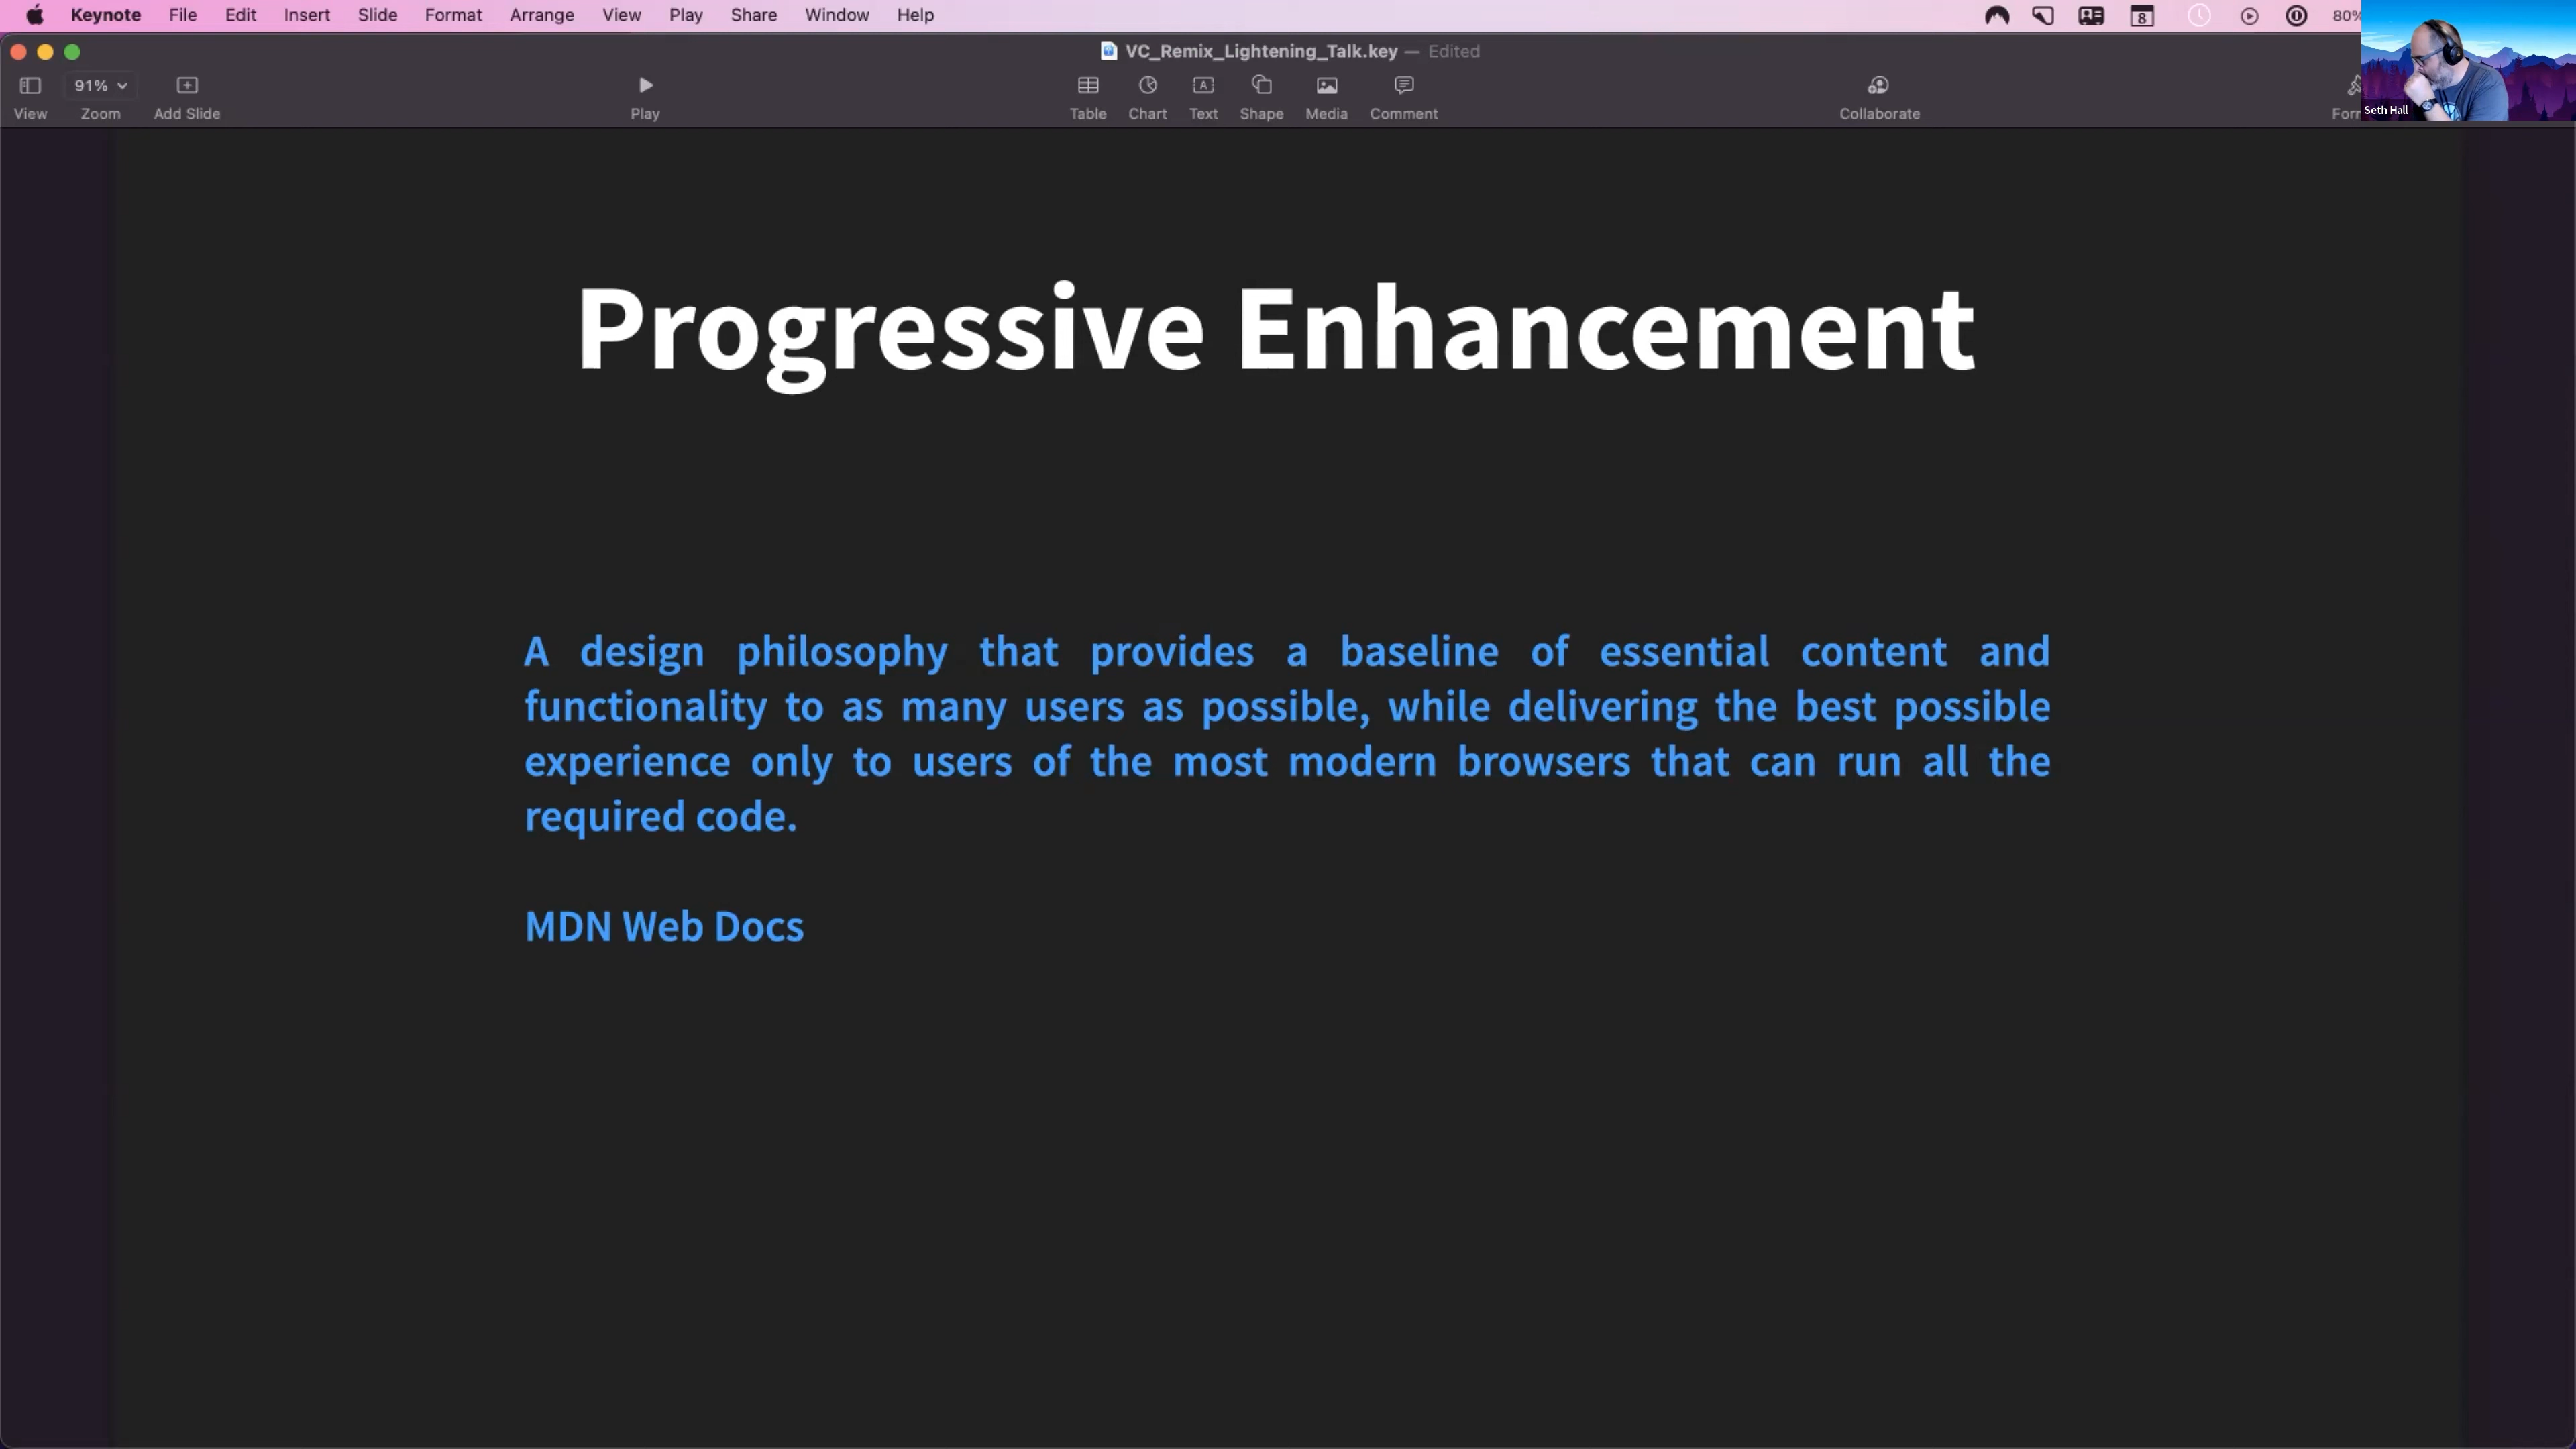 Keynote File Edit Insert Slide Format Arrange View Play Share Window Help
8
80%
VC_Remix_Lightening_Talk.key — Edited
91%
View Zoom Add Slide Play Table Chart Text Shape Media Comment Collaborate
Seth Hall
Progressive Enhancement
A design philosophy that provides a baseline of essential content and
functionality to as many users as possible, while delivering the best possible
experience only to users of the most modern browsers that can run all the
required code.
MDN Web Docs